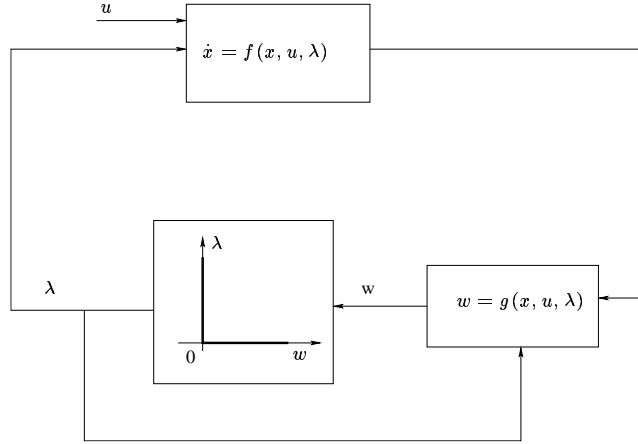 u
ẋ = f(x, u, λ)
λ
λ
w
w = g(x, u, λ)
0
w